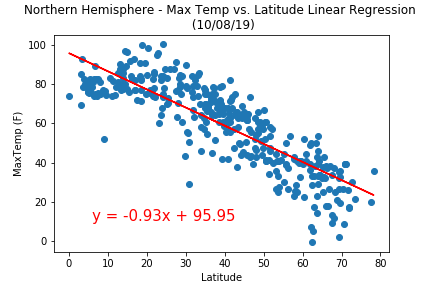 Northern Hemisphere - Max Temp vs. Latitude Linear Regression
(10/08/19)
MaxTemp (F)
100
80
60
40
20
0
y = -0.93x + 95.95
0 10 20 30 40 50 60 70 80
Latitude